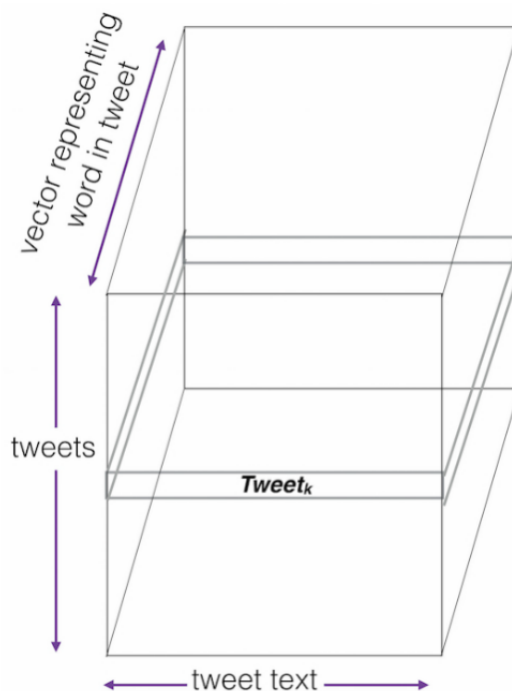 vector representing
word in tweet
tweets
Tweetk
tweet text